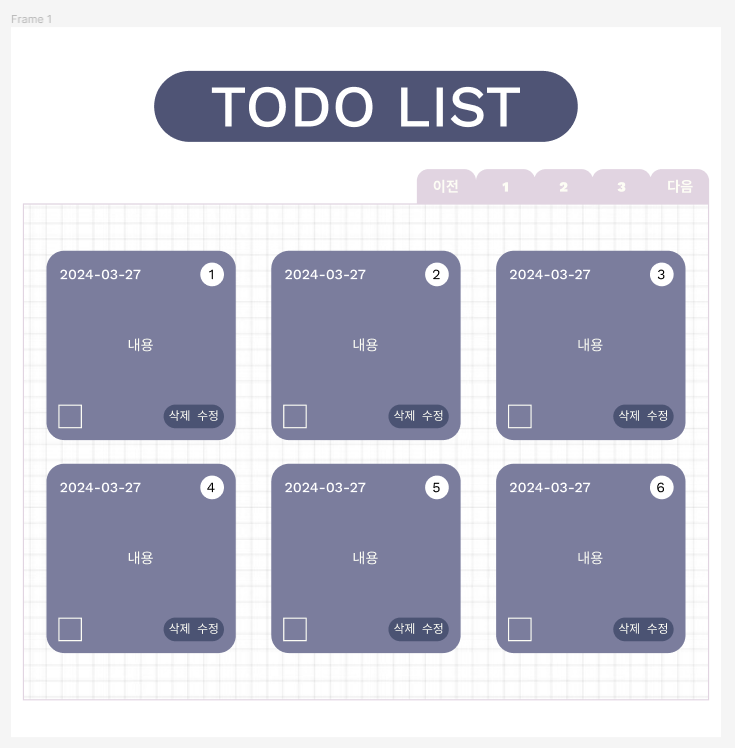 Frame 1
TODO LIST
이전 1 2 3 다음
2024-03-27 1
내용
삭제 수정
2024-03-27 2
내용
삭제 수정
2024-03-27 3
내용
삭제 수정
2024-03-27 4
내용
삭제 수정
2024-03-27 5
내용
삭제 수정
2024-03-27 6
내용
삭제 수정